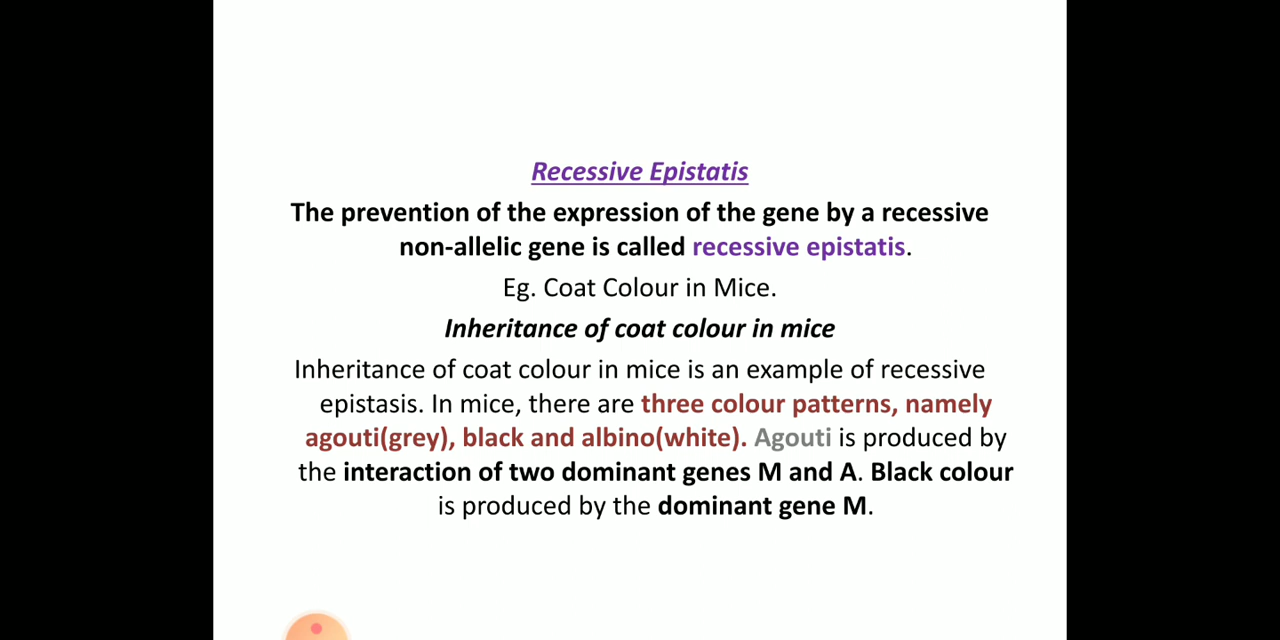 Recessive Epistatis
The prevention of the expression of the gene by a recessive
non-allelic gene is called recessive epistatis.
Eg. Coat Colour in Mice.
Inheritance of coat colour in mice
Inheritance of coat colour in mice is an example of recessive
epistasis. In mice, there are three colour patterns, namely
agouti(grey), black and albino(white). Agouti is produced by
the interaction of two dominant genes M and A. Black colour
is produced by the dominant gene M.